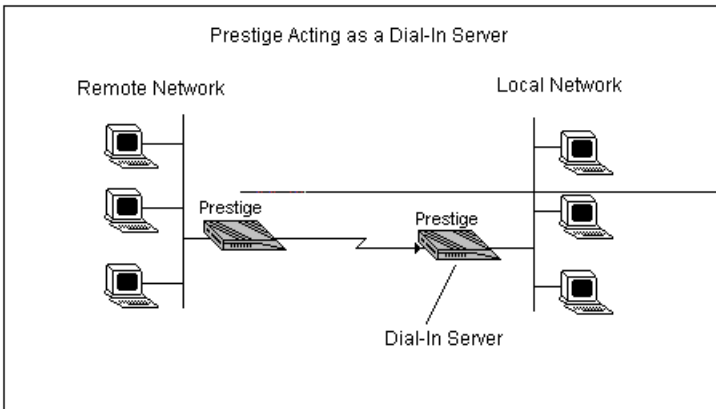 Prestige Acting as a Dial-In Server
Remote Network
Local Network
Prestige
Prestige
Dial-In Server